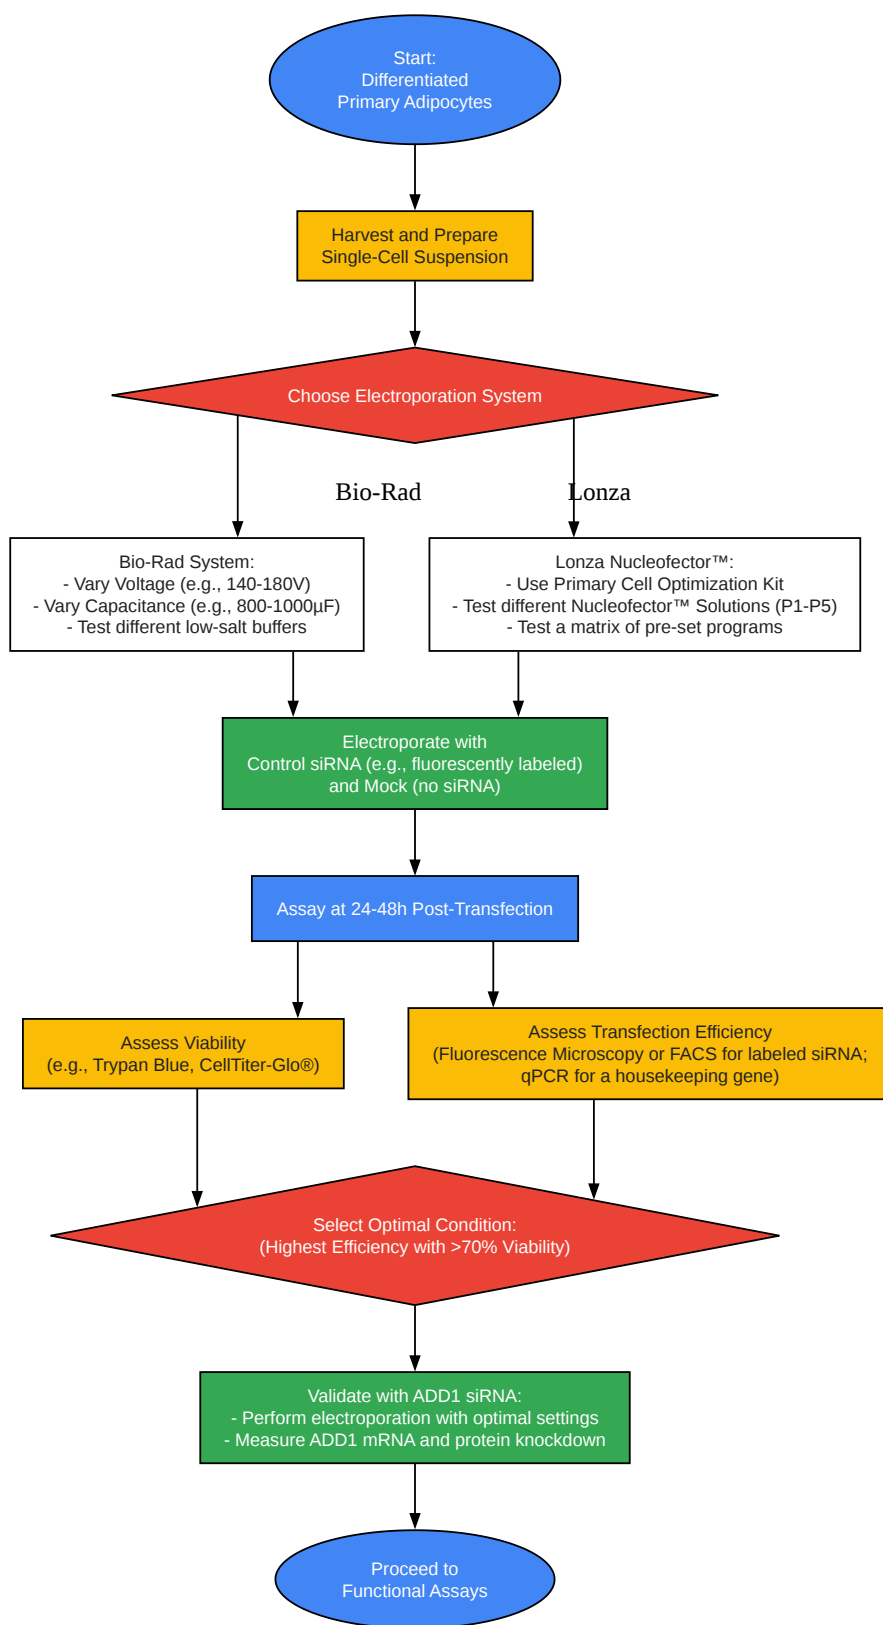 Start:
Differentiated
Primary Adipocytes
Harvest and Prepare
Single-Cell Suspension
Choose Electroporation System
Bio-Rad
Lonza
Bio-Rad System:
- Vary Voltage (e.g., 140-180V)
- Vary Capacitance (e.g., 800-1000µF)
- Test different low-salt buffers
Lonza Nucleofector™:
- Use Primary Cell Optimization Kit
- Test different Nucleofector™ Solutions (P1-P5)
- Test a matrix of pre-set programs
Electroporate with
Control siRNA (e.g., fluorescently labeled)
and Mock (no siRNA)
Assay at 24-48h Post-Transfection
Assess Viability
(e.g., Trypan Blue, CellTiter-Glo®)
Assess Transfection Efficiency
(Fluorescence Microscopy or FACS for labeled siRNA;
qPCR for a housekeeping gene)
Select Optimal Condition:
(Highest Efficiency with >70% Viability)
Validate with ADD1 siRNA:
- Perform electroporation with optimal settings
- Measure ADD1 mRNA and protein knockdown
Proceed to
Functional Assays